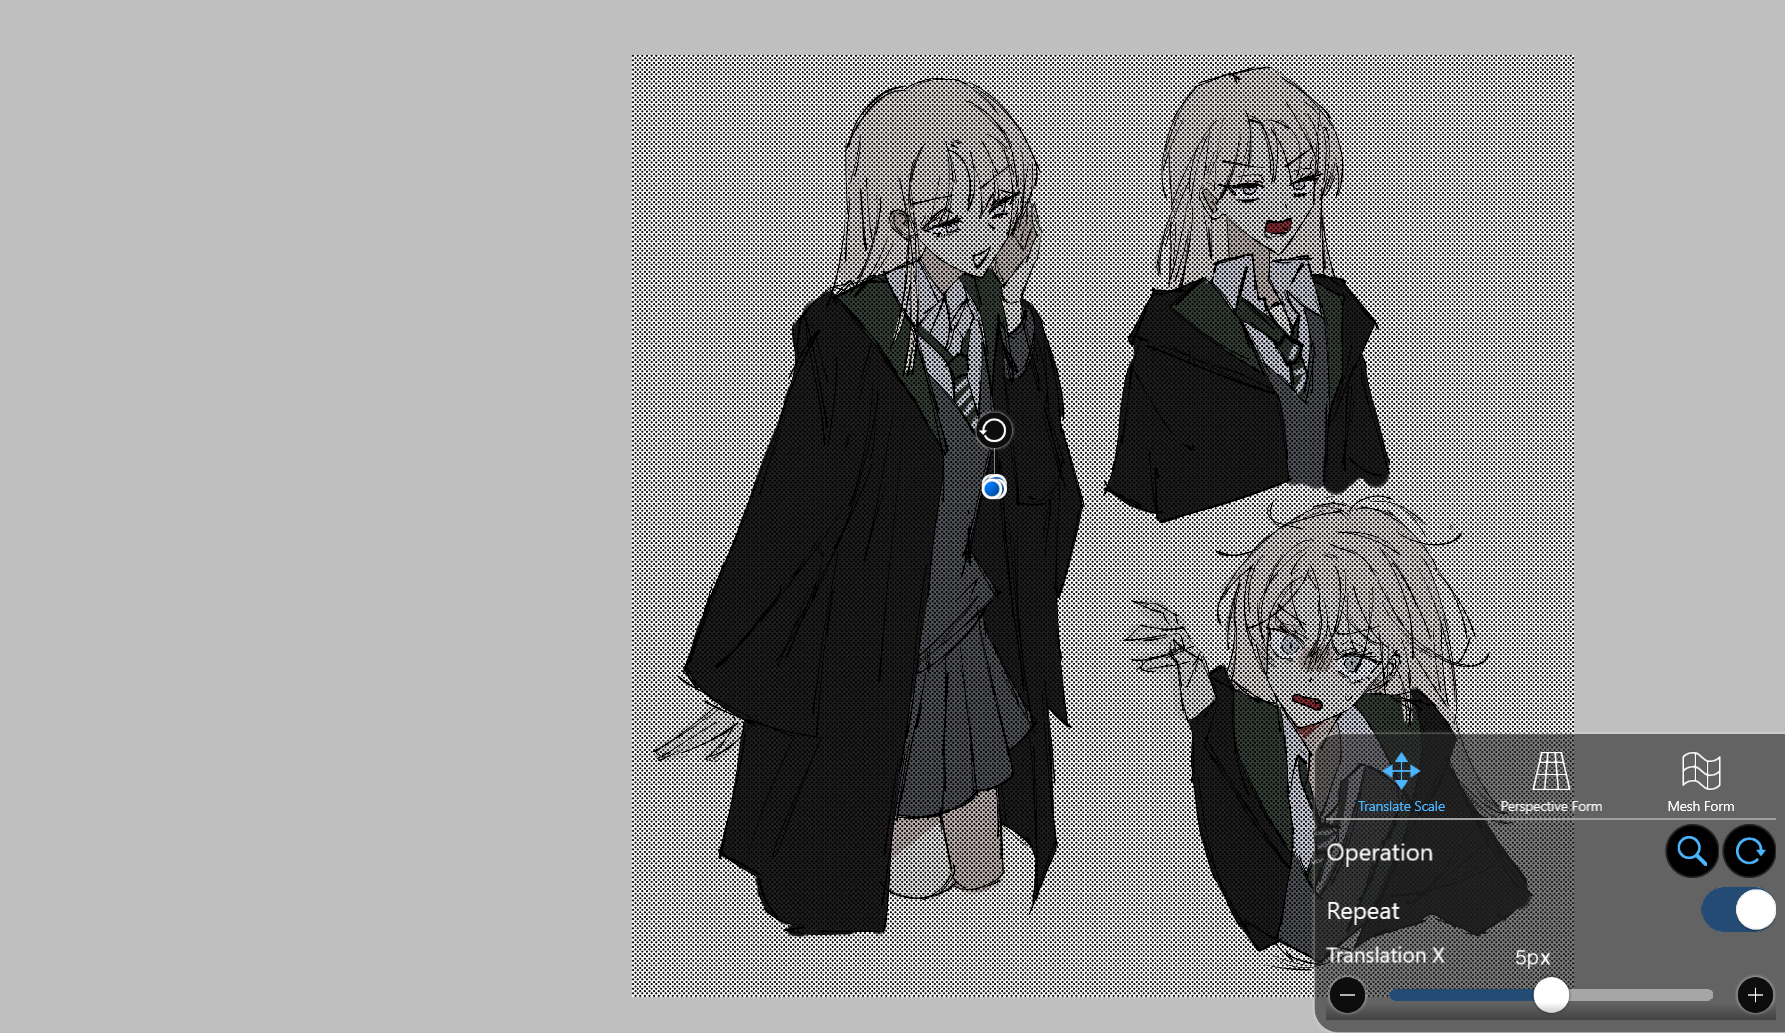 Translate Scale
Perspective Form
Mesh Form
Operation
Repeat
Translation X
5px